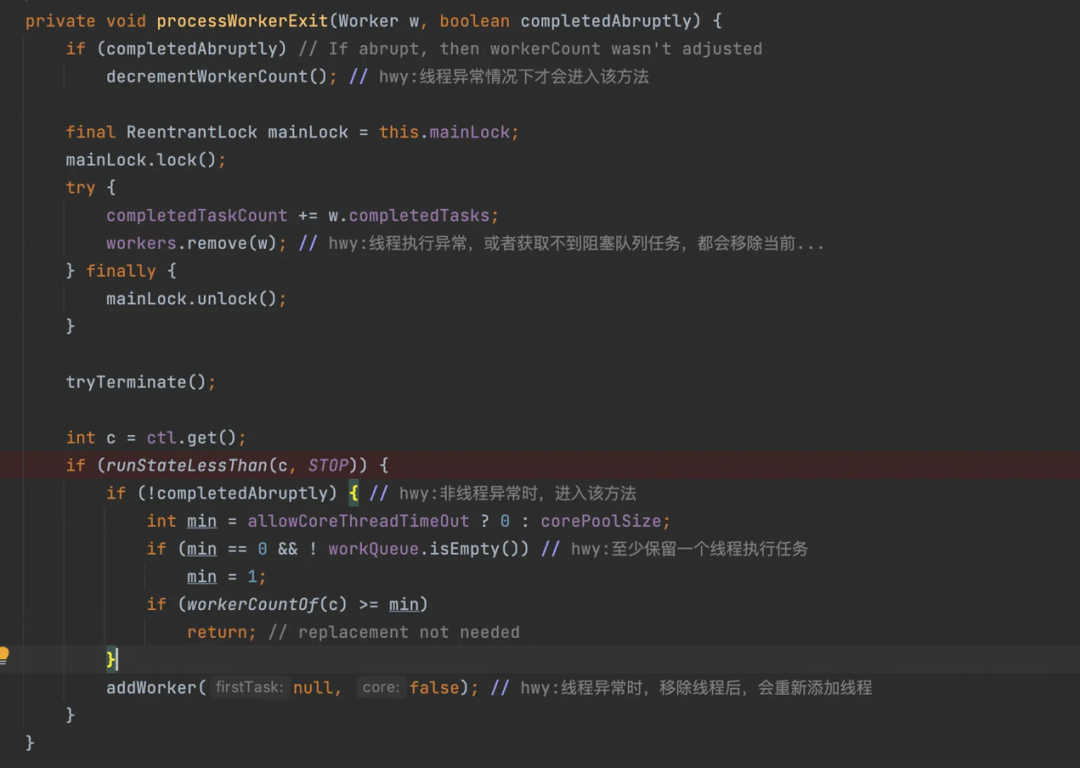 private void processWorkerExit(Worker w, boolean completedAbruptly) {
if (completedAbruptly) // If abrupt, then workerCount wasn't adjusted
decrementWorkerCount(); // hwy:线程异常情况下才会进入该方法
final ReentrantLock mainLock = this.mainLock;
mainLock.lock();
try {
completedTaskCount += w.completedTasks;
workers.remove(w); // hwy:线程执行异常，或者获取不到阻塞队列任务，都会移除当前...
} finally {
mainLock.unlock();
}
tryTerminate();
int c = ctl.get();
if (runStateLessThan(c, STOP)) {
if (!completedAbruptly) { // hwy:非线程异常时，进入该方法
int min = allowCoreThreadTimeOut ? 0 : corePoolSize;
if (min == 0 && ! workQueue.isEmpty()) // hwy:至少保留一个线程执行任务
min = 1;
if (workerCountOf(c) >= min)
return; // replacement not needed
}
addWorker( firstTask: null, core: false); // hwy:线程异常时，移除线程后，会重新添加线程
}
}